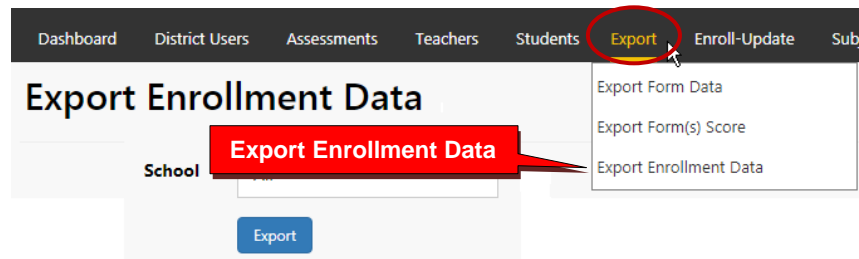 Dashboard District Users Assessments Teachers Students Export Enroll-Update
Export Enrollment Data
Export Form Data
Export Form(s) Score
Export Enrollment Data
Export Enrollment Data
School
Export